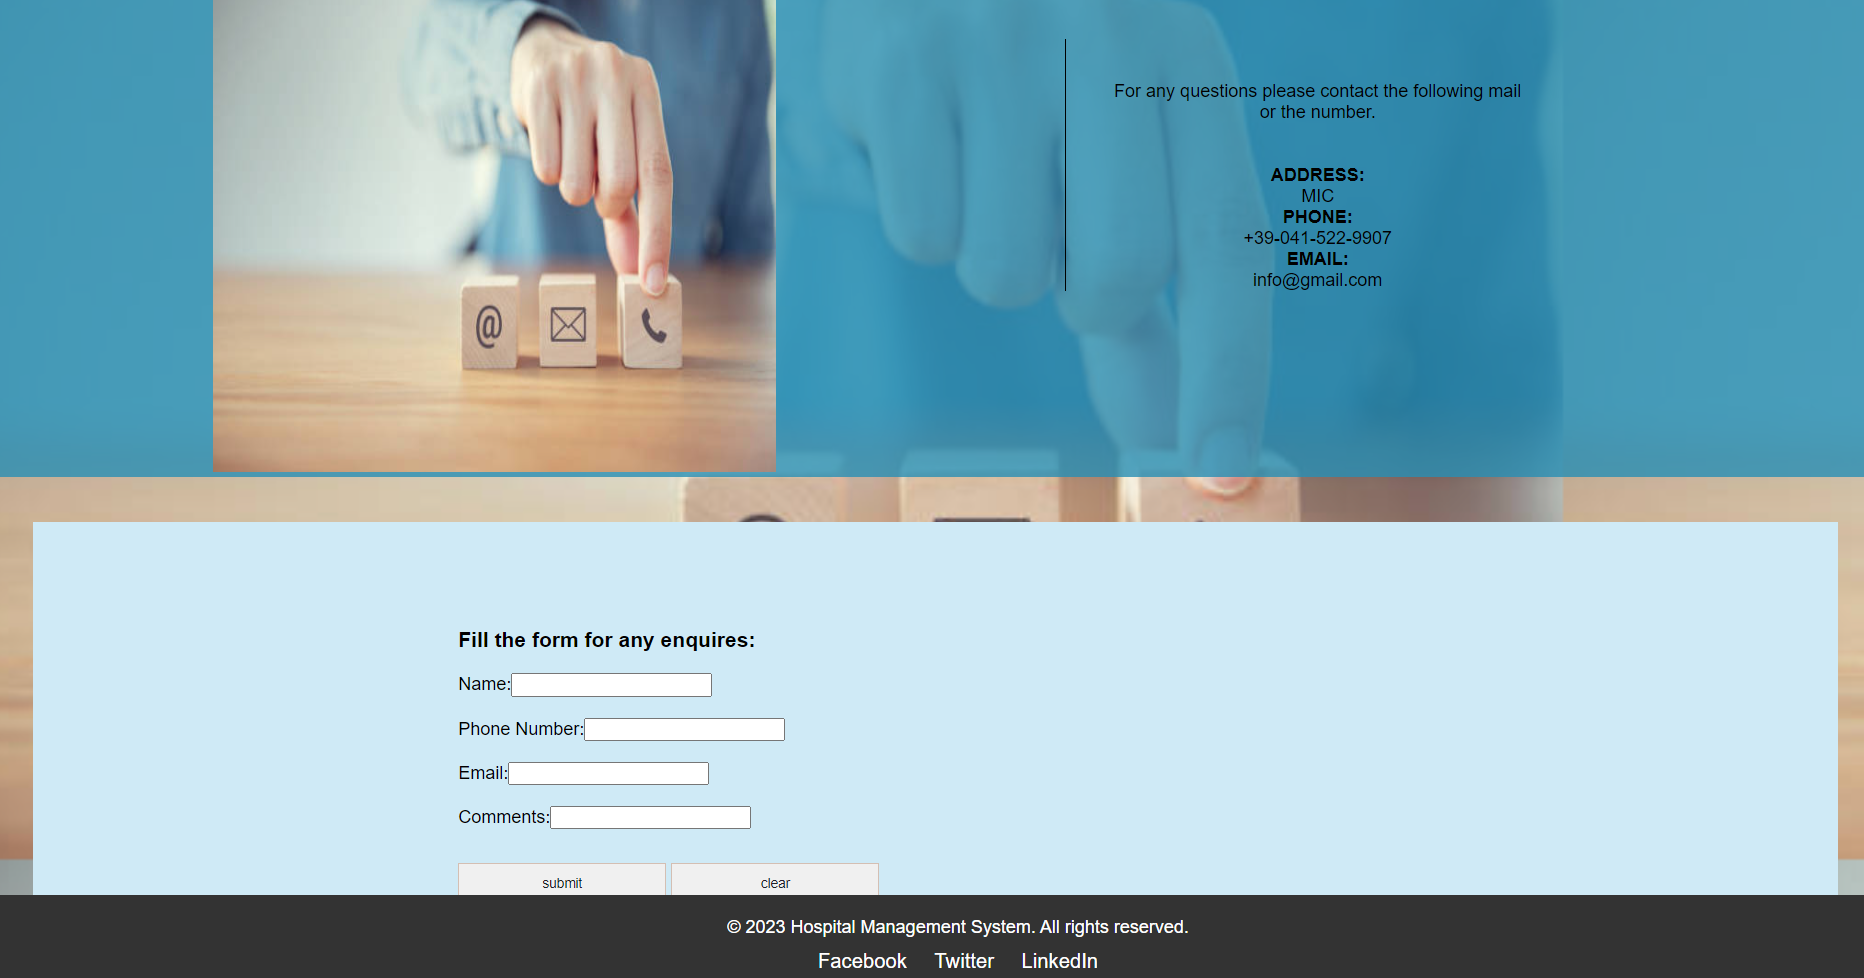 For any questions please contact the following mail
or the number.
ADDRESS:
MIC
PHONE:
+39-041-522-9907
EMAIL:
info@gmail.com
@
Fill the form for any enquires:
Name:
Phone Number:
Email:
Comments:
submit clear
© 2023 Hospital Management System. All rights reserved.
Facebook Twitter LinkedIn